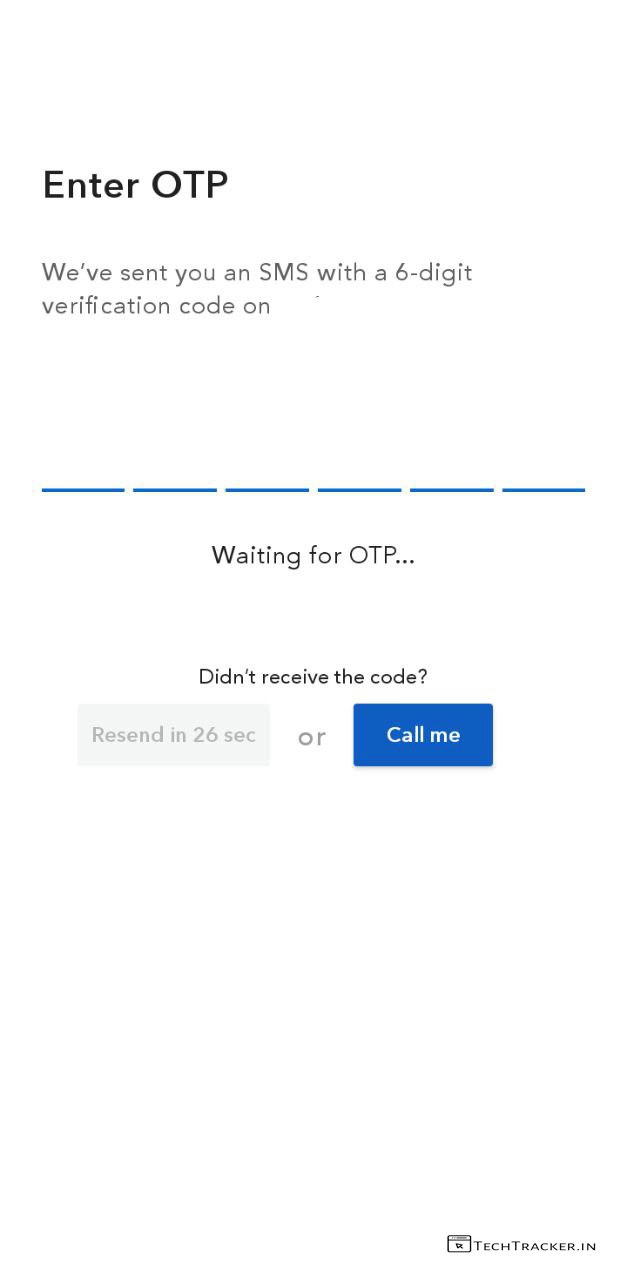 Enter OTP
We've sent you an SMS with a 6-digit
verification code on
Waiting for OTP...
Didn't receive the code?
Resend in 26 sec or Call me
TECHTRACKER.IN